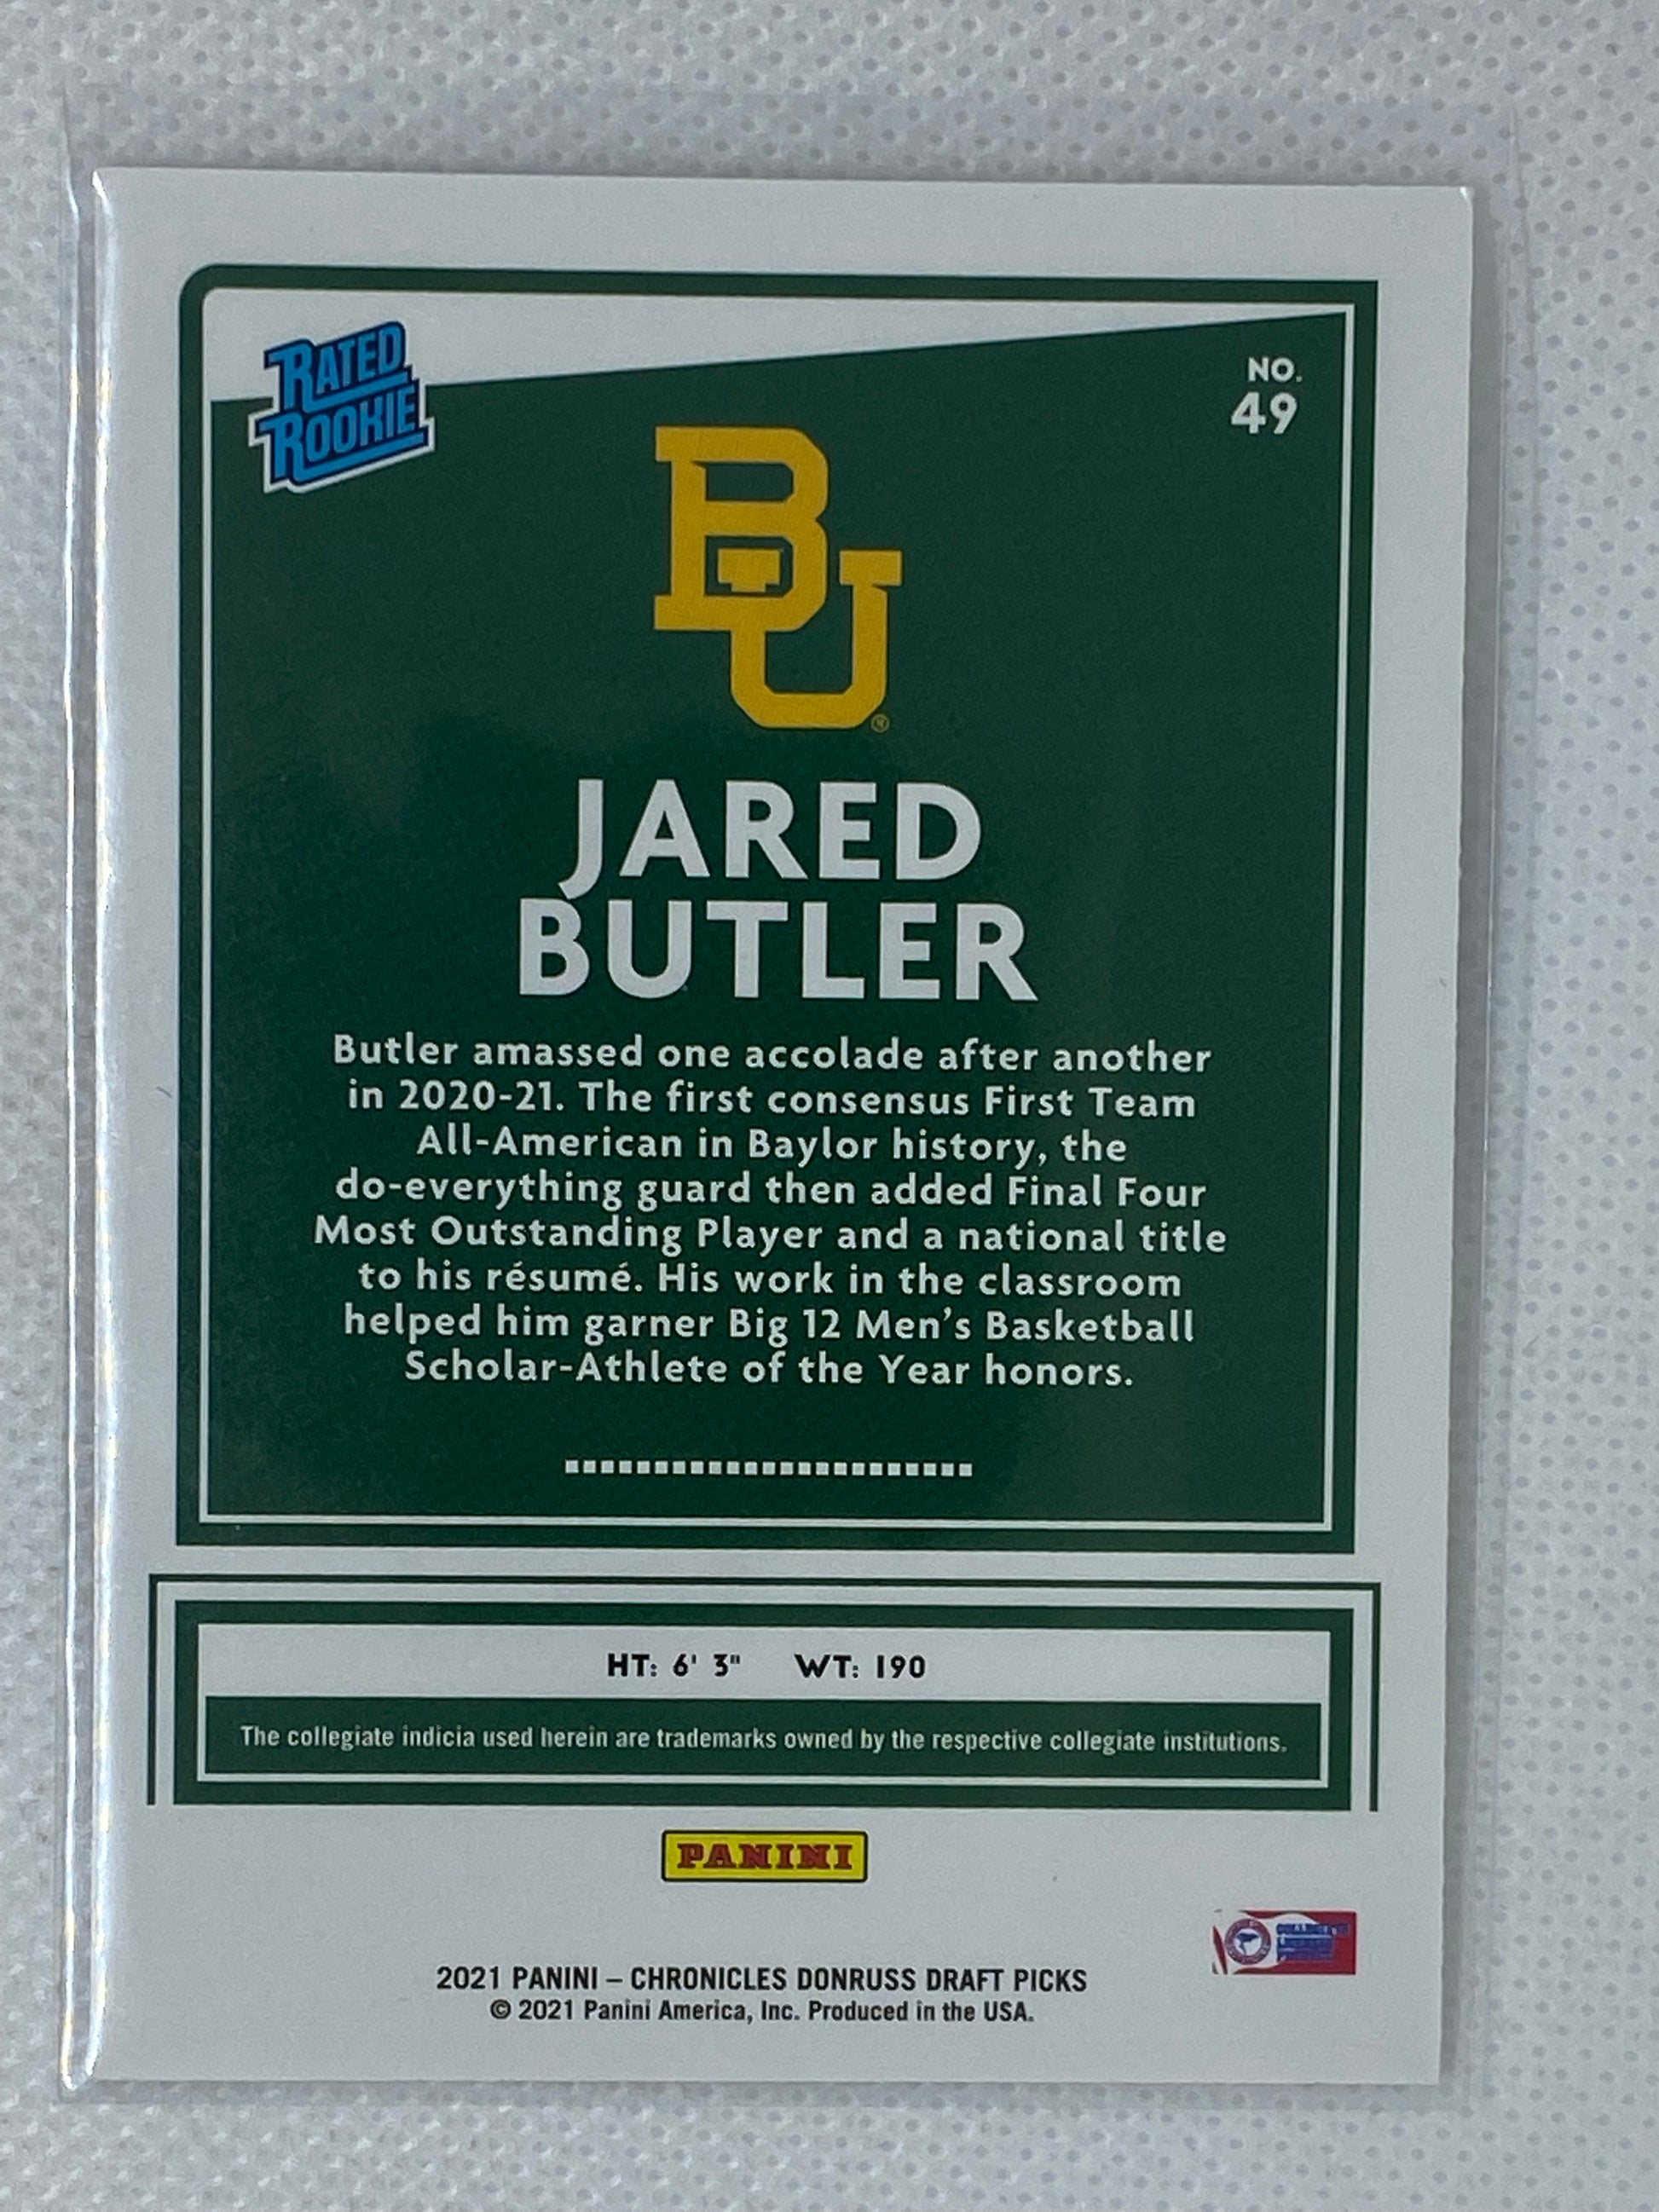 RATED
ROOKIE
NO.
49
BU
®
JARED
BUTLER
Butler amassed one accolade after another
in 2020-21. The first consensus First Team
All-American in Baylor history, the
do-everything guard then added Final Four
Most Outstanding Player and a national title
to his résumé. His work in the classroom
helped him garner Big 12 Men's Basketball
Scholar-Athlete of the Year honors.
HT: 6' 3" WT: 190
The collegiate indicia used herein are trademarks owned by the respective collegiate institutions.
PANINI
2021 PANINI – CHRONICLES DONRUSS DRAFT PICKS
© 2021 Panini America, Inc. Produced in the USA.